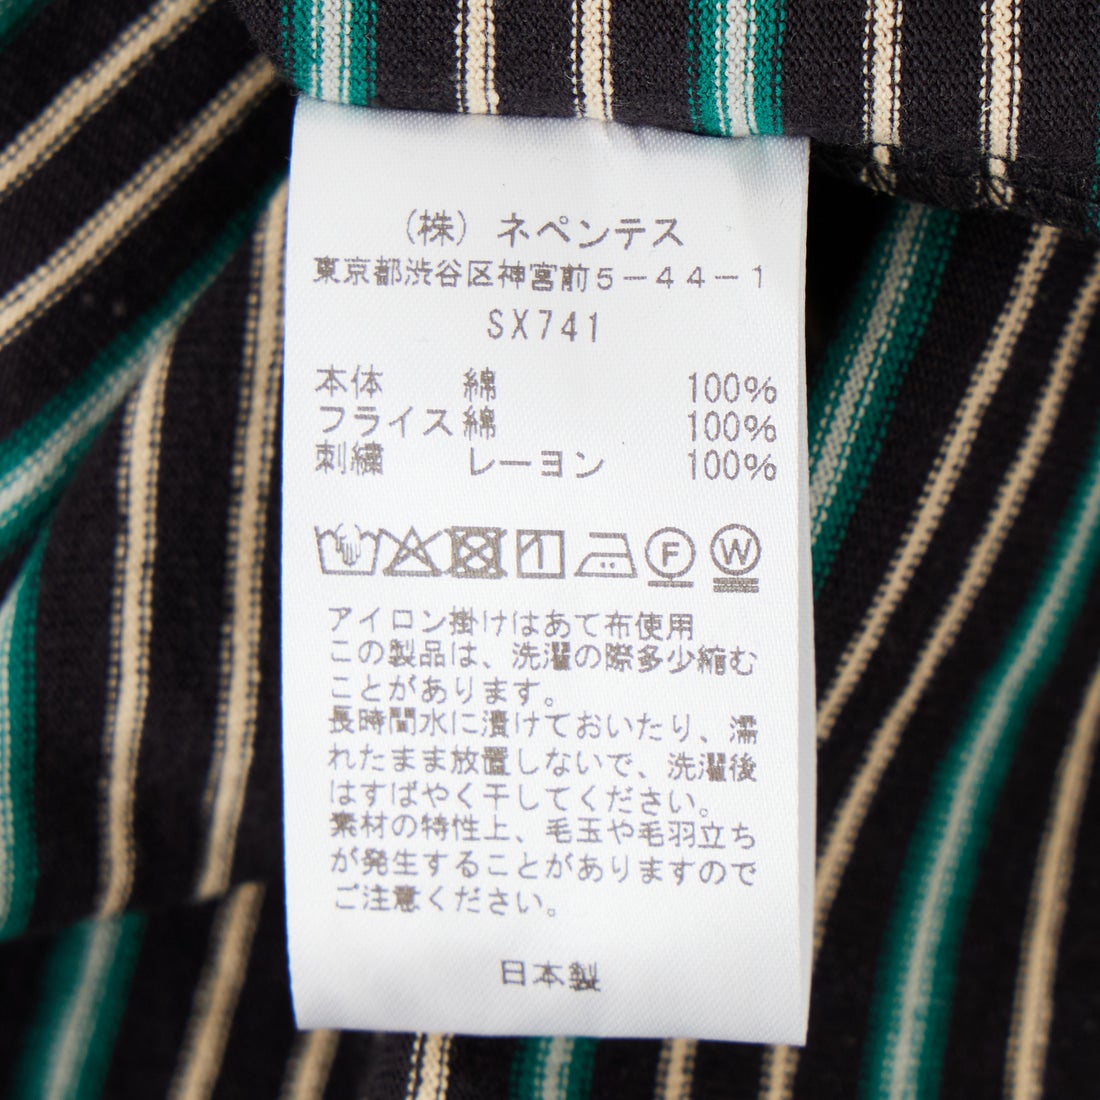 （株）ネペンテス
東京都渋谷区神宮前５－４４－１
SX741
本体 綿 100%
フライス 綿 100%
刺繍 レーヨン 100%
F W
アイロン掛けはあて布使用
この製品は、洗濯の際多少縮む
ことがあります。
長時間水に漬けておいたり、濡
れたまま放置しないで、洗濯後
はすばやく干してください。
素材の特性上、毛玉や毛羽立ち
が発生することがありますので
ご注意ください。
日本製